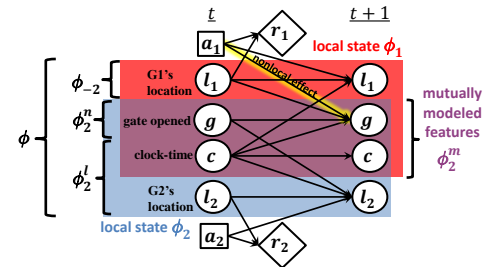 t
t + 1
a₁
r₁
local state ϕ₁
nonlocal effect
ϕ
ϕ₋₂
G1's
location
l₁
l₁
ϕ₂ⁿ
gate opened
g
g
mutually
modeled
features
ϕ₂ᵐ
ϕ₂ˡ
clock-time
c
c
G2's
location
l₂
l₂
local state ϕ₂
a₂
r₂